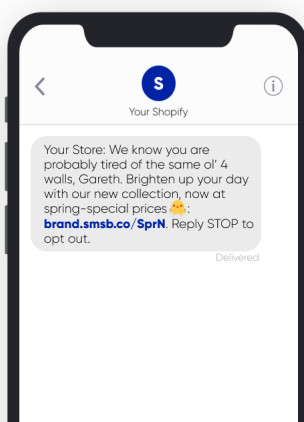 S
Your Shopify
Your Store: We know you are
probably tired of the same ol’ 4
walls, Gareth. Brighten up your day
with our new collection, now at
spring-special prices 🐣:
brand.smsb.co/SprN. Reply STOP to
opt out.
Delivered